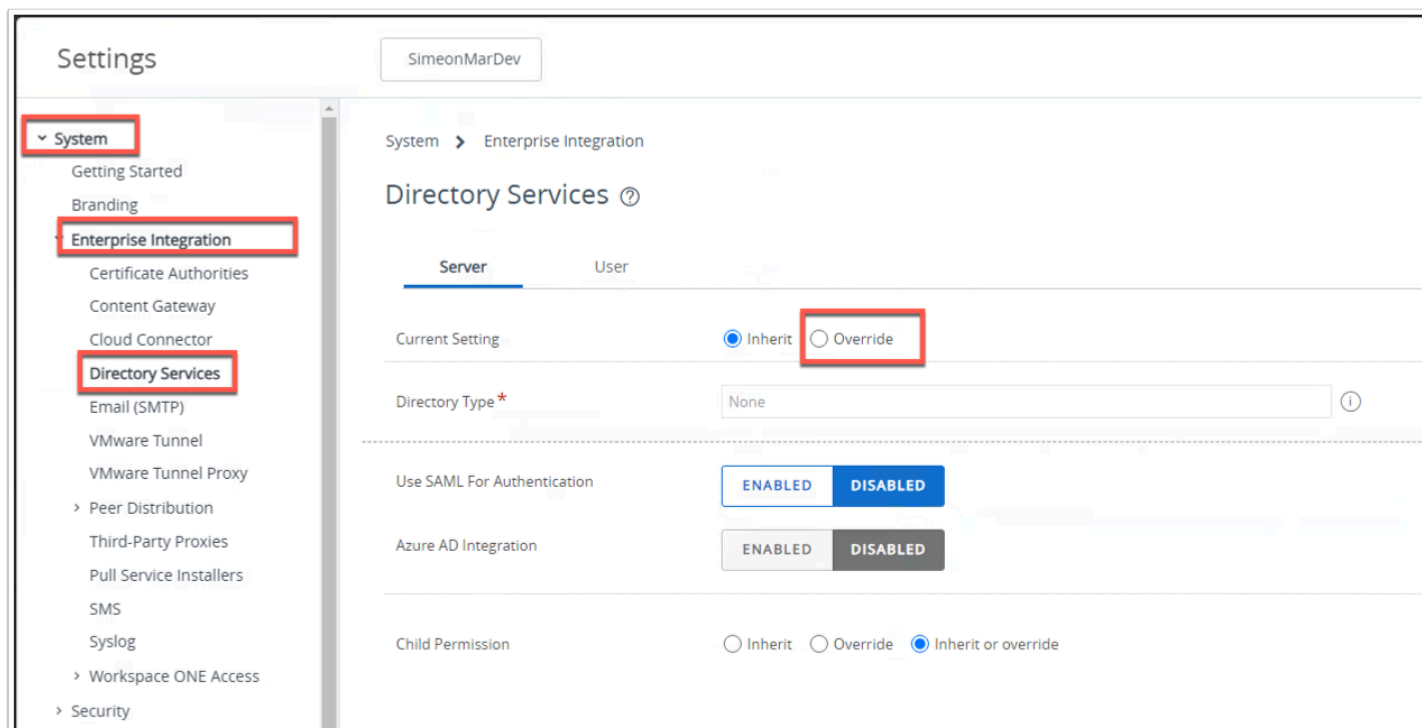 Settings
SimeonMarDev
System
Getting Started
Branding
Enterprise Integration
Certificate Authorities
Content Gateway
Cloud Connector
Directory Services
Email (SMTP)
VMware Tunnel
VMware Tunnel Proxy
Peer Distribution
Third-Party Proxies
Pull Service Installers
SMS
Syslog
Workspace ONE Access
Security
System > Enterprise Integration
Directory Services ?
Server User
Current Setting Inherit Override
Directory Type* None i
Use SAML For Authentication ENABLED DISABLED
Azure AD Integration ENABLED DISABLED
Child Permission Inherit Override Inherit or override